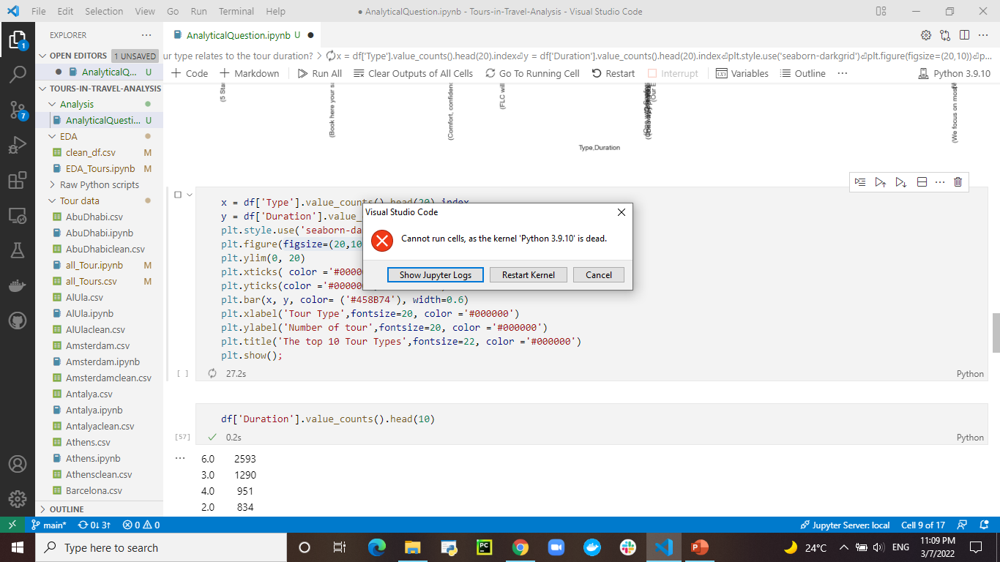 File Edit Selection View Go Run Terminal Help
● AnalyticalQuestion.ipynb - Tours-in-Travel-Analysis - Visual Studio Code
EXPLORER
OPEN EDITORS 1 UNSAVED
AnalyticalQ... U
TOURS-IN-TRAVEL-ANALYSIS
Analysis
AnalyticalQuesti... U
EDA
clean_df.csv M
EDA_Tours.ipynb M
Raw Python scripts
Tour data
AbuDhabi.csv
AbuDhabi.ipynb
AbuDhabiclean.csv
all_Tour.ipynb M
all_Tours.csv M
AlUla.csv
AlUla.ipynb
AlUlaclean.csv
Amsterdam.csv
Amsterdam.ipynb
Amsterdamclean.csv
Antalya.csv
Antalya.ipynb
Antalyaclean.csv
Athens.csv
Athens.ipynb
Athensclean.csv
Barcelona.csv
OUTLINE
1
7
AnalyticalQuestion.ipynb U
ur type relates to the tour duration? > x = df['Type'].value_counts().head(20).index⏎y = df['Duration'].value_counts().head(20).index⏎plt.style.use('seaborn-darkgrid')⏎plt.figure(figsize=(20,10))⏎p...
+ Code + Markdown Run All Clear Outputs of All Cells Go To Running Cell Restart Interrupt Variables Outline ... Python 3.9.10
(5 Sta
(Book here your s
(Comfort, confidenc
(FLC will
(Our E
(We focus on most
Type,Duration
x = df['Type'].value_counts().head(20).index
y = df['Duration'].value_
plt.style.use('seaborn-da
plt.figure(figsize=(20,10
plt.ylim(0, 20)
plt.xticks( color ='#0000
plt.yticks(color ='#0000
plt.bar(x, y, color= ('#458B74'), width=0.6)
plt.xlabel('Tour Type',fontsize=20, color ='#000000')
plt.ylabel('Number of tour',fontsize=20, color ='#000000')
plt.title('The top 10 Tour Types',fontsize=22, color ='#000000')
plt.show();
[ ] 27.2s Python
Visual Studio Code
Cannot run cells, as the kernel 'Python 3.9.10' is dead.
Show Jupyter Logs Restart Kernel Cancel
df['Duration'].value_counts().head(10)
[57] 0.2s Python
... 6.0 2593
3.0 1290
4.0 951
2.0 834
main* 0↓ 3↑ 0 0
Jupyter Server: local Cell 9 of 17
Type here to search
24°C ENG 11:09 PM
3/7/2022